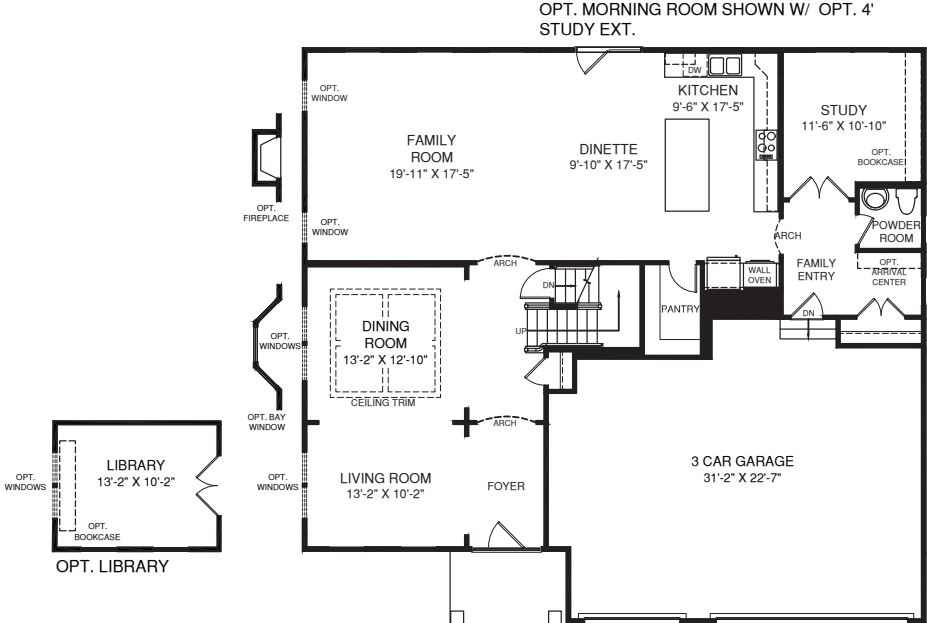 OPT. MORNING ROOM SHOWN W/ OPT. 4'
STUDY EXT.
OPT.
WINDOW
FAMILY
ROOM
19'-11" X 17'-5"
DINETTE
9'-10" X 17'-5"
DW
KITCHEN
9'-6" X 17'-5"
STUDY
11'-6" X 10'-10"
OPT.
BOOKCASE
OPT.
FIREPLACE
OPT.
WINDOW
ARCH
POWDER
ROOM
ARCH
DN
WALL
OVEN
FAMILY
ENTRY
OPT.
ARRIVAL
CENTER
PANTRY
DN
UP
OPT.
WINDOWS
DINING
ROOM
13'-2" X 12'-10"
CEILING TRIM
OPT. BAY
WINDOW
ARCH
OPT.
WINDOWS
LIBRARY
13'-2" X 10'-2"
OPT.
BOOKCASE
OPT. LIBRARY
OPT.
WINDOWS
LIVING ROOM
13'-2" X 10'-2"
FOYER
3 CAR GARAGE
31'-2" X 22'-7"